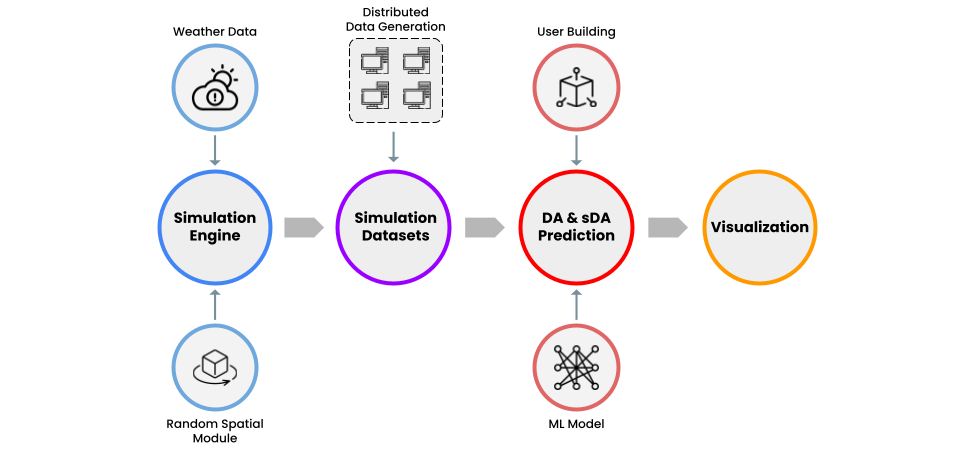 Weather Data
Distributed
Data Generation
User Building
Simulation
Engine
Simulation
Datasets
DA & sDA
Prediction
Visualization
Random Spatial
Module
ML Model